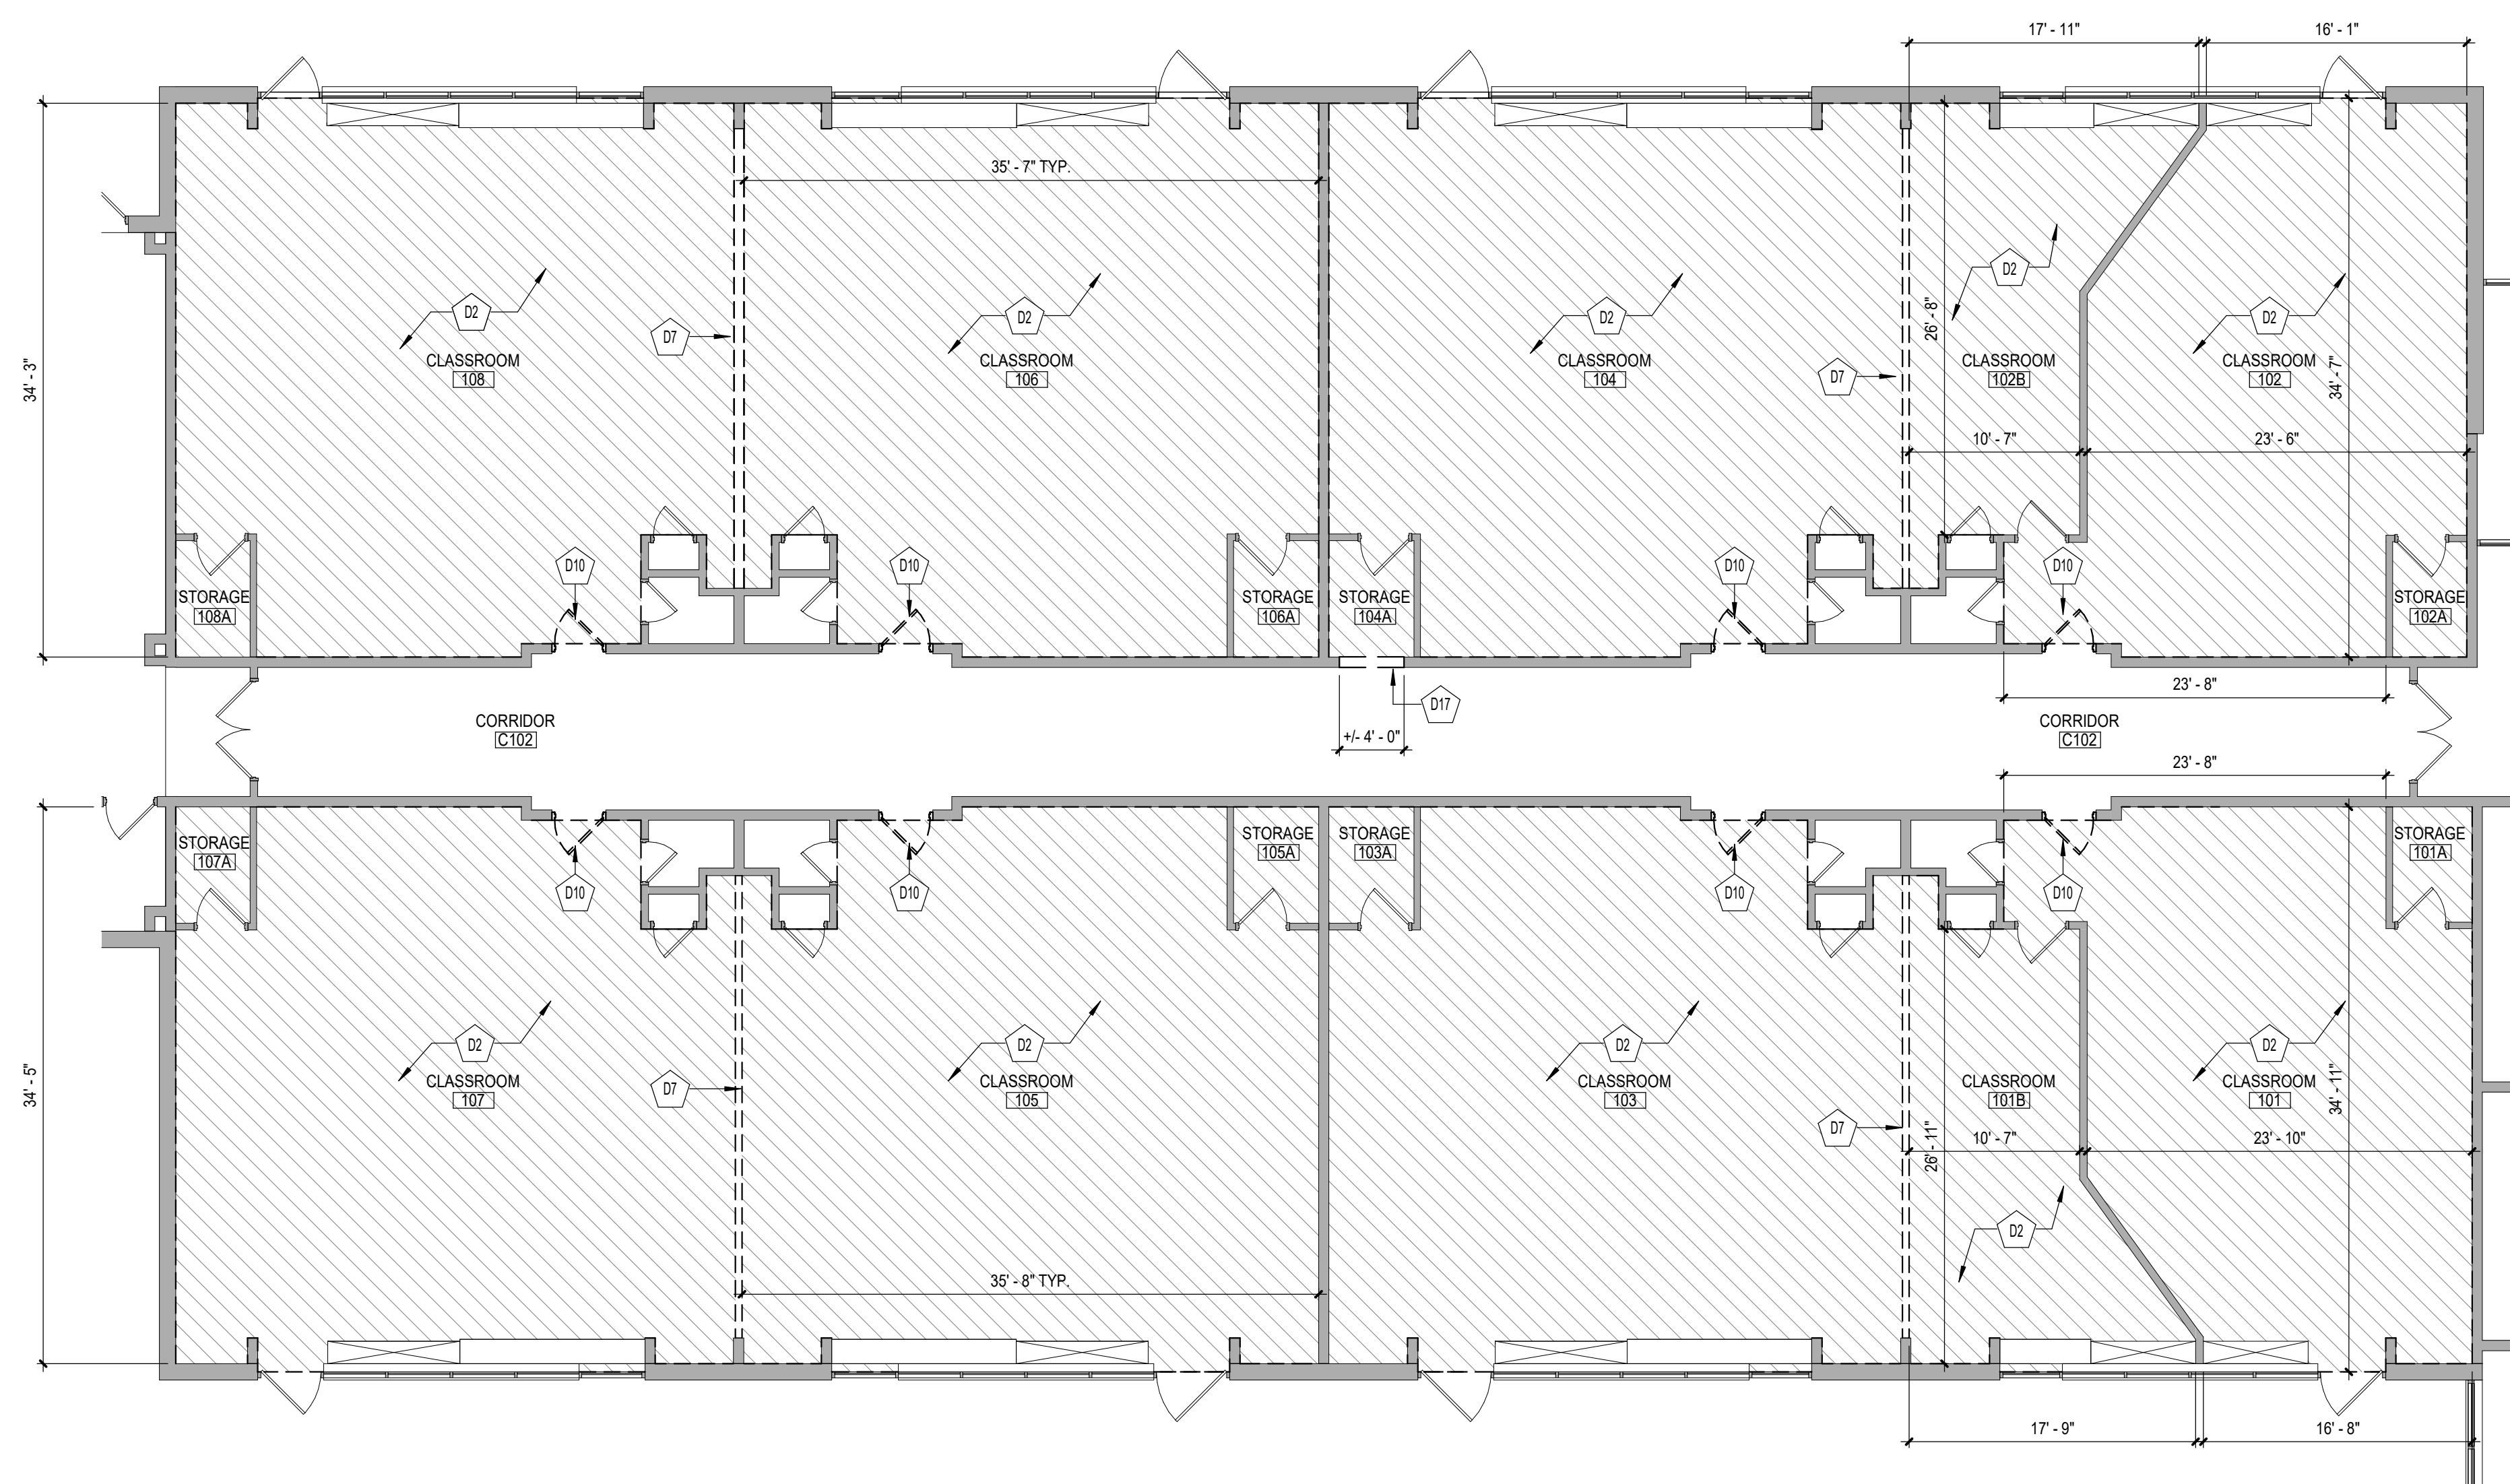 17' - 11"
16' - 1"
35' - 7" TYP.
34' - 3"
D2
D2
D2
D2
D2
D7
D7
26' - 8"
34' - 7"
CLASSROOM
108
CLASSROOM
106
CLASSROOM
104
CLASSROOM
102B
CLASSROOM
102
10' - 7"
23' - 6"
D10
D10
D10
D10
STORAGE
108A
STORAGE
106A
STORAGE
104A
STORAGE
102A
23' - 8"
D17
CORRIDOR
C102
+/- 4' - 0"
CORRIDOR
C102
23' - 8"
STORAGE
107A
STORAGE
105A
STORAGE
103A
STORAGE
101A
D10
D10
D10
D10
34' - 5"
D2
D2
D2
D2
CLASSROOM
107
CLASSROOM
105
CLASSROOM
103
CLASSROOM
101B
CLASSROOM
101
D7
D7
34' - 11"
26' - 11"
10' - 7"
23' - 10"
D2
35' - 8" TYP.
17' - 9"
16' - 8"